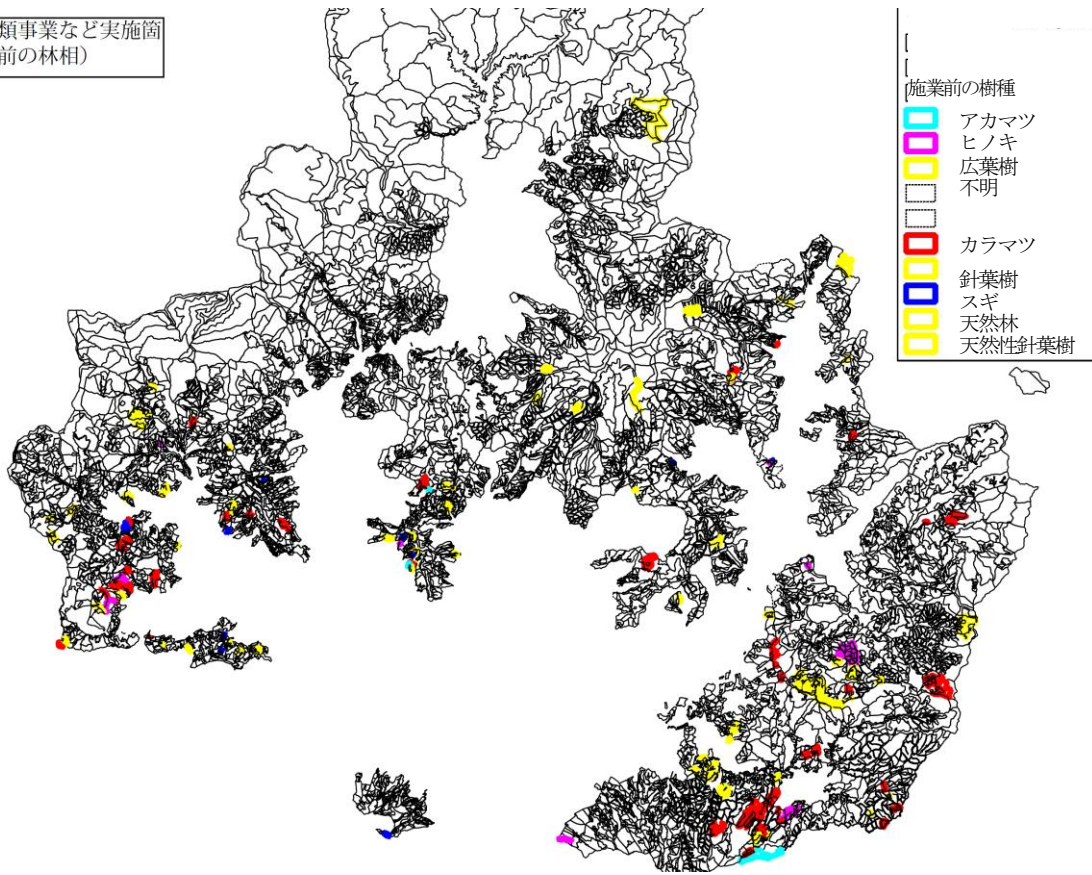 類事業など実施箇
前の林相）
施業前の樹種
アカマツ
ヒノキ
広葉樹
不明
カラマツ
針葉樹
スギ
天然林
天然性針葉樹